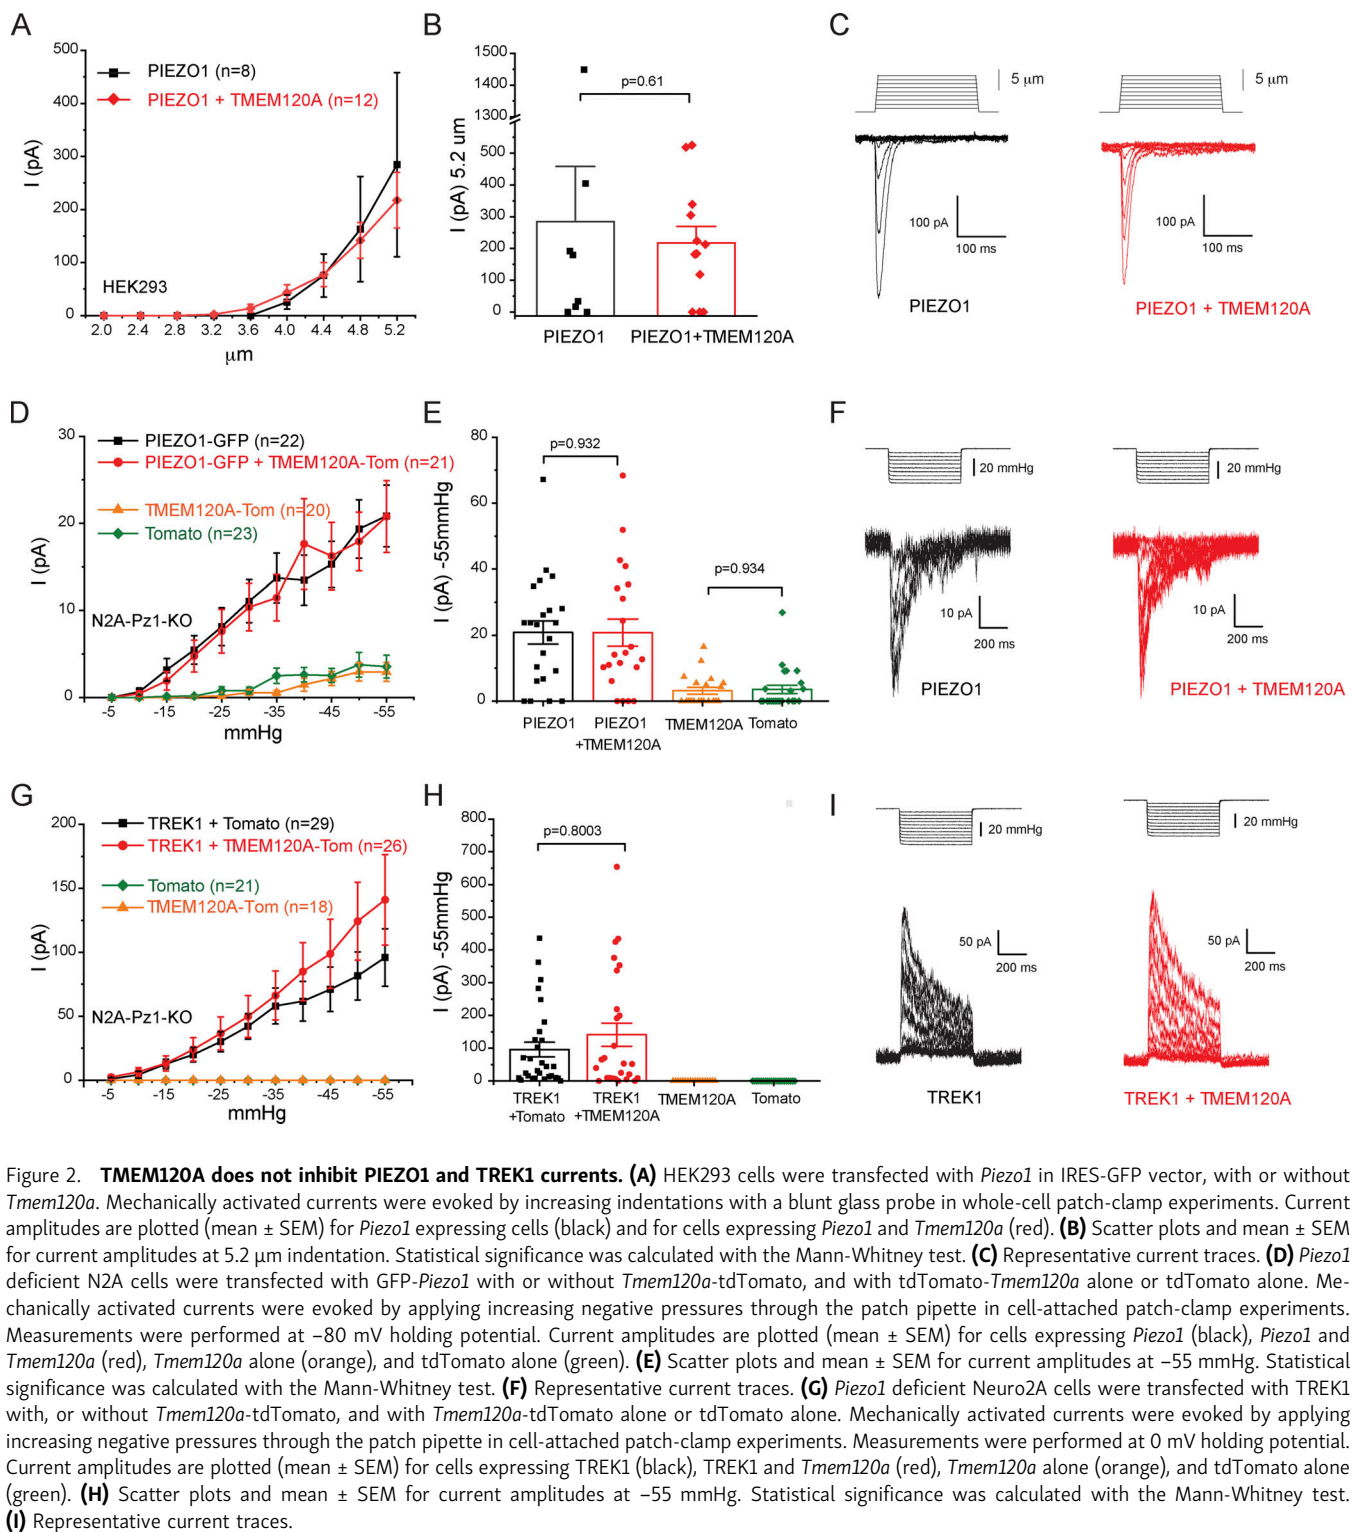 A
500
400
300
200
100
0
I (pA)
PIEZO1 (n=8)
PIEZO1 + TMEM120A (n=12)
HEK293
2.0 2.4 2.8 3.2 3.6 4.0 4.4 4.8 5.2
μm
B
1500
1400
1300
500
400
300
200
100
0
I (pA) 5.2 um
p=0.61
PIEZO1 PIEZO1+TMEM120A
C
5 μm 5 μm
100 pA
100 ms
100 pA
100 ms
PIEZO1
PIEZO1 + TMEM120A
D
30
20
10
0
I (pA)
PIEZO1-GFP (n=22)
PIEZO1-GFP + TMEM120A-Tom (n=21)
TMEM120A-Tom (n=20)
Tomato (n=23)
N2A-Pz1-KO
-5 -15 -25 -35 -45 -55
mmHg
E
80
60
40
20
0
I (pA) -55mmHg
p=0.932
p=0.934
PIEZO1 PIEZO1 TMEM120A Tomato
+TMEM120A
F
20 mmHg 20 mmHg
10 pA
200 ms
10 pA
200 ms
PIEZO1
PIEZO1 + TMEM120A
G
200
150
100
50
0
I (pA)
TREK1 + Tomato (n=29)
TREK1 + TMEM120A-Tom (n=26)
Tomato (n=21)
TMEM120A-Tom (n=18)
N2A-Pz1-KO
-5 -15 -25 -35 -45 -55
mmHg
H
800
700
600
500
400
300
200
100
0
I (pA) -55mmHg
p=0.8003
TREK1 TREK1 TMEM120A Tomato
+Tomato +TMEM120A
I
20 mmHg 20 mmHg
50 pA
200 ms
50 pA
200 ms
TREK1
TREK1 + TMEM120A
Figure 2. TMEM120A does not inhibit PIEZO1 and TREK1 currents. (A) HEK293 cells were transfected with Piezo1 in IRES-GFP vector, with or without
Tmem120a. Mechanically activated currents were evoked by increasing indentations with a blunt glass probe in whole-cell patch-clamp experiments. Current
amplitudes are plotted (mean ± SEM) for Piezo1 expressing cells (black) and for cells expressing Piezo1 and Tmem120a (red). (B) Scatter plots and mean ± SEM
for current amplitudes at 5.2 μm indentation. Statistical significance was calculated with the Mann-Whitney test. (C) Representative current traces. (D) Piezo1
deficient N2A cells were transfected with GFP-Piezo1 with or without Tmem120a-tdTomato, and with tdTomato-Tmem120a alone or tdTomato alone. Me-
chanically activated currents were evoked by applying increasing negative pressures through the patch pipette in cell-attached patch-clamp experiments.
Measurements were performed at −80 mV holding potential. Current amplitudes are plotted (mean ± SEM) for cells expressing Piezo1 (black), Piezo1 and
Tmem120a (red), Tmem120a alone (orange), and tdTomato alone (green). (E) Scatter plots and mean ± SEM for current amplitudes at −55 mmHg. Statistical
significance was calculated with the Mann-Whitney test. (F) Representative current traces. (G) Piezo1 deficient Neuro2A cells were transfected with TREK1
with, or without Tmem120a-tdTomato, and with Tmem120a-tdTomato alone or tdTomato alone. Mechanically activated currents were evoked by applying
increasing negative pressures through the patch pipette in cell-attached patch-clamp experiments. Measurements were performed at 0 mV holding potential.
Current amplitudes are plotted (mean ± SEM) for cells expressing TREK1 (black), TREK1 and Tmem120a (red), Tmem120a alone (orange), and tdTomato alone
(green). (H) Scatter plots and mean ± SEM for current amplitudes at −55 mmHg. Statistical significance was calculated with the Mann-Whitney test.
(I) Representative current traces.